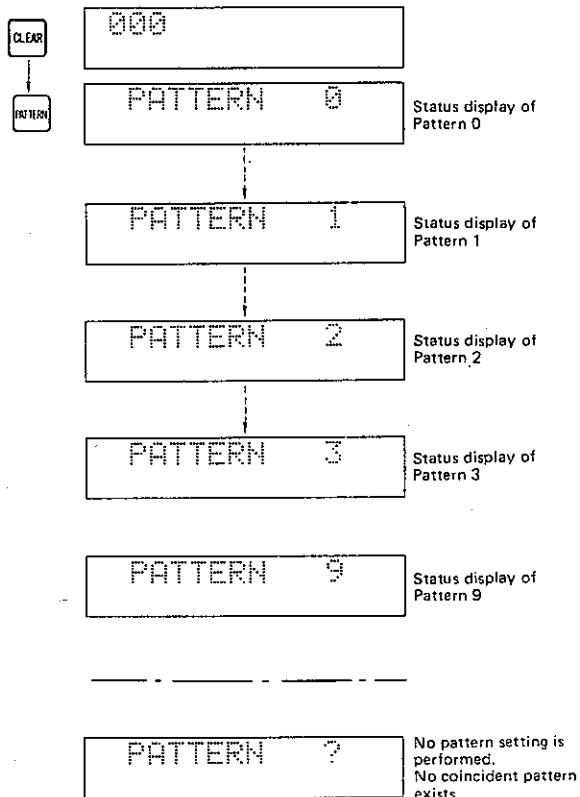 CLEAR
000
PATTERN
PATTERN 0
Status display of
Pattern 0
PATTERN 1
Status display of
Pattern 1
PATTERN 2
Status display of
Pattern 2
PATTERN 3
Status display of
Pattern 3
PATTERN 9
Status display of
Pattern 9
PATTERN ?
No pattern setting is
performed.
No coincident pattern
exists